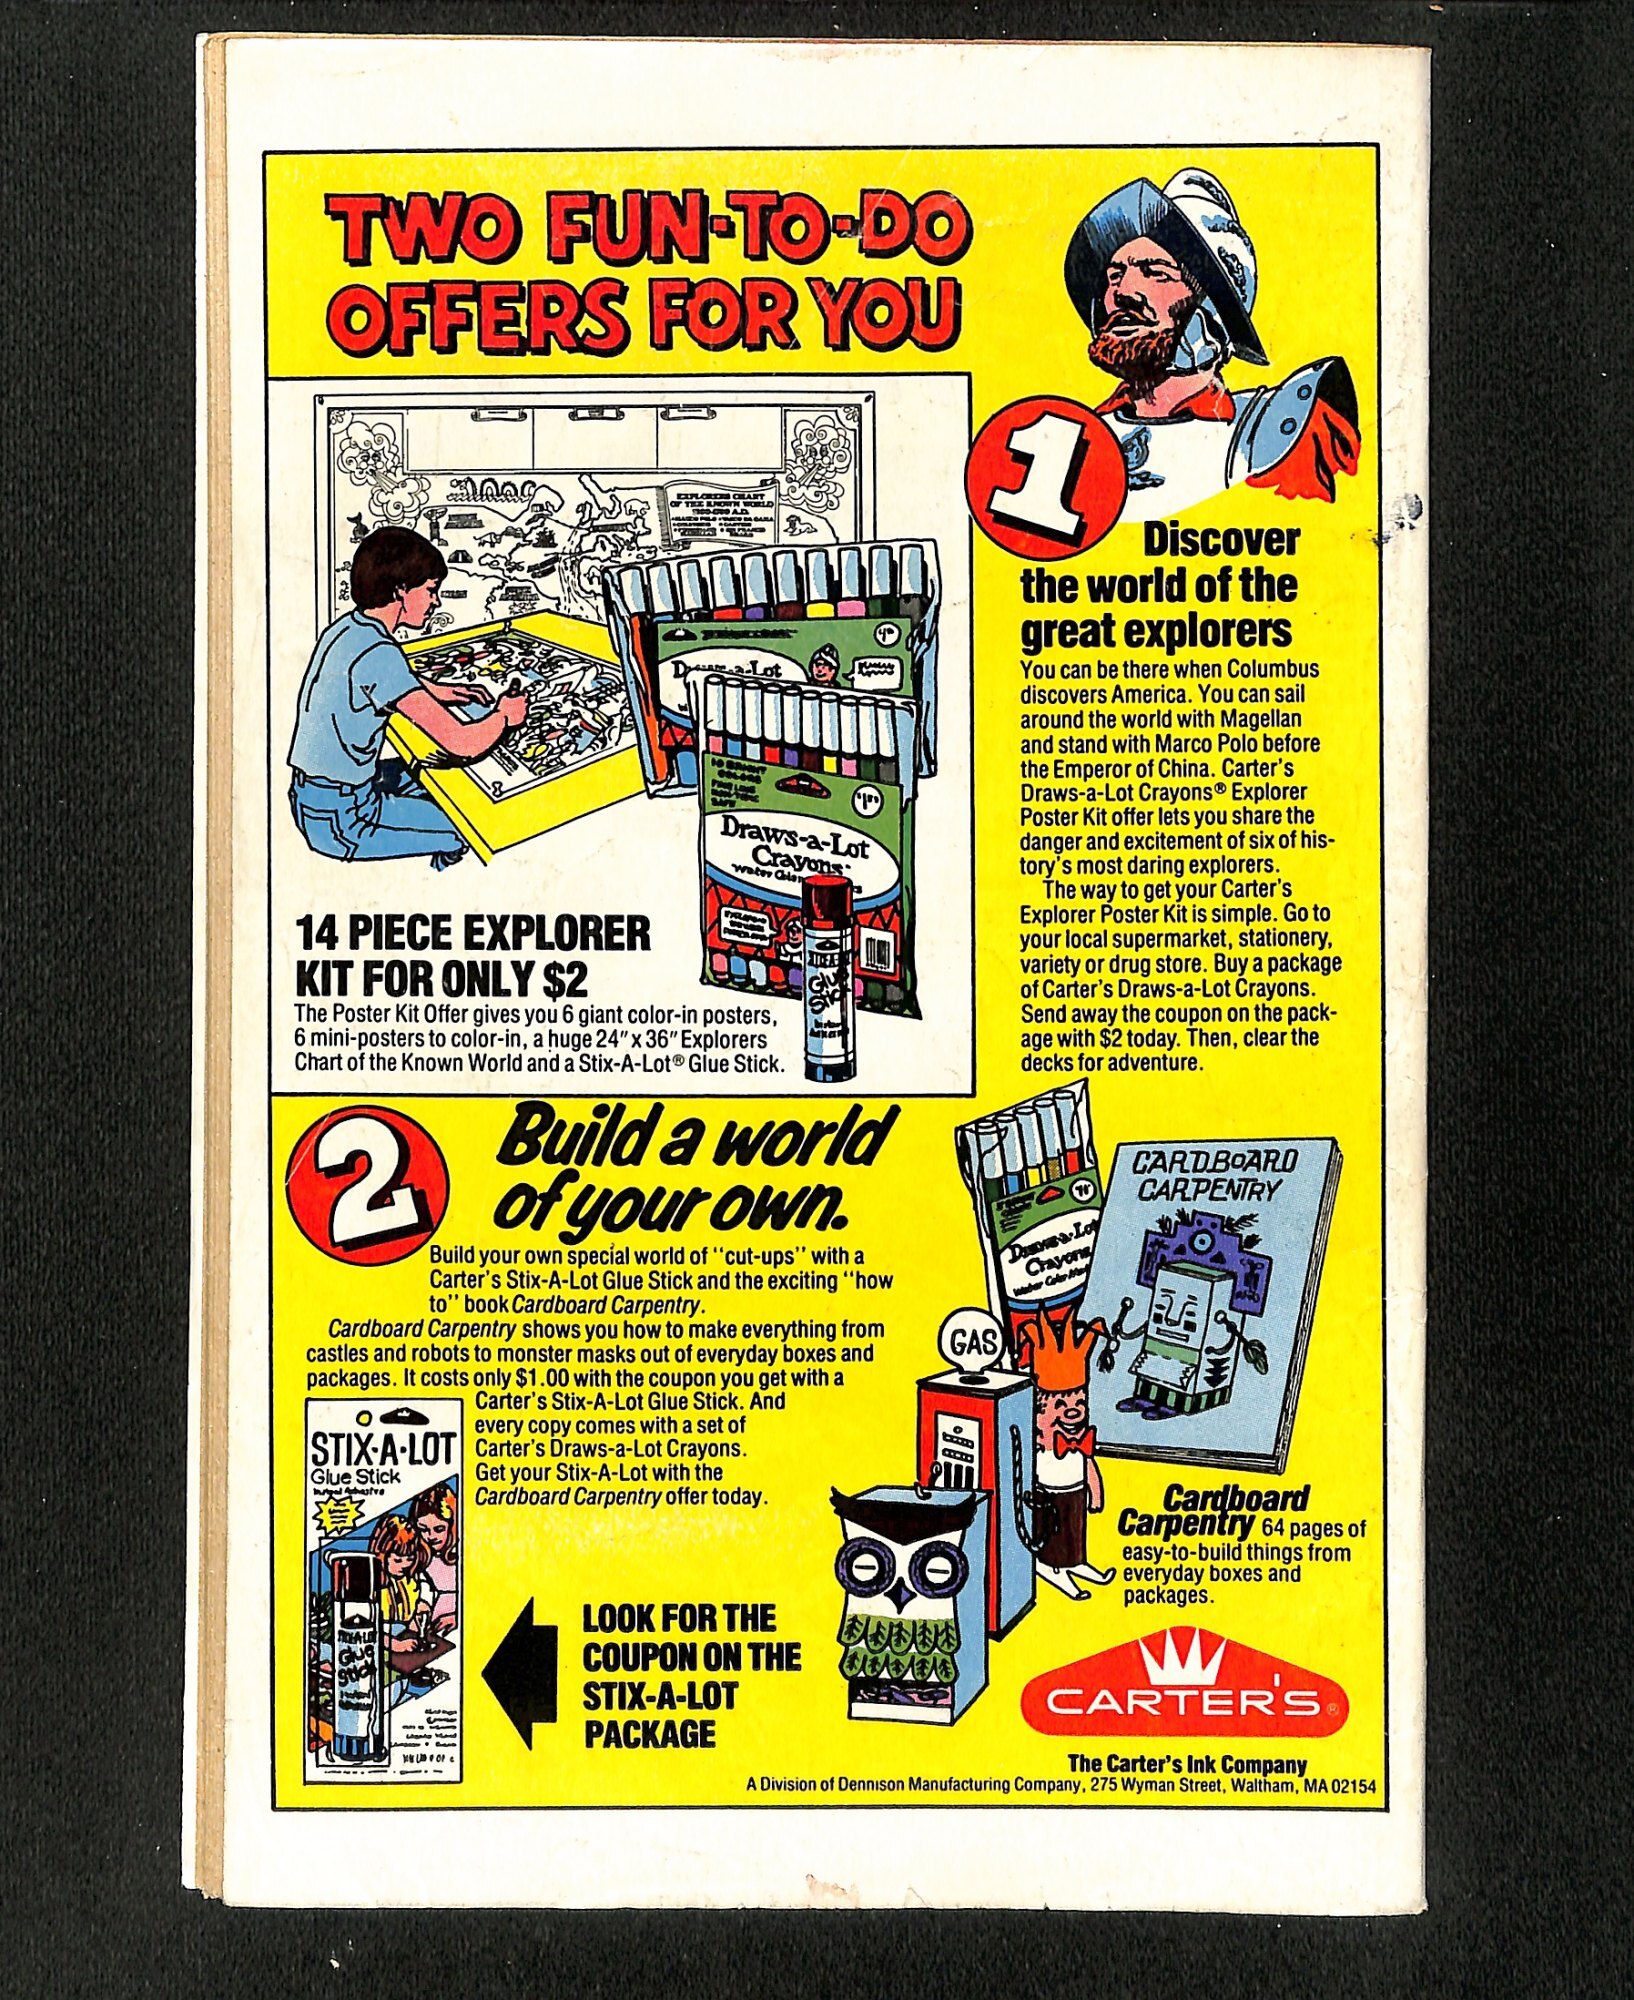 TWO FUN-TO-DO
OFFERS FOR YOU
EXPLORERS CHART
OF THE KNOWN WORLD
1
Discover
the world of the
great explorers
You can be there when Columbus
discovers America. You can sail
around the world with Magellan
and stand with Marco Polo before
the Emperor of China. Carter's
Draws-a-Lot Crayons® Explorer
Poster Kit offer lets you share the
danger and excitement of six of his-
tory's most daring explorers.
The way to get your Carter's
Explorer Poster Kit is simple. Go to
your local supermarket, stationery,
variety or drug store. Buy a package
of Carter's Draws-a-Lot Crayons.
Send away the coupon on the pack-
age with $2 today. Then, clear the
decks for adventure.
Draws-a-Lot
Crayons
Glue
Stick
14 PIECE EXPLORER
KIT FOR ONLY $2
The Poster Kit Offer gives you 6 giant color-in posters,
6 mini-posters to color-in, a huge 24" x 36" Explorers
Chart of the Known World and a Stix-A-Lot® Glue Stick.
2
Build a world
of your own.
Build your own special world of "cut-ups" with a
Carter's Stix-A-Lot Glue Stick and the exciting "how
to" book Cardboard Carpentry.
Cardboard Carpentry shows you how to make everything from
castles and robots to monster masks out of everyday boxes and
packages. It costs only $1.00 with the coupon you get with a
Carter's Stix-A-Lot Glue Stick. And
every copy comes with a set of
Carter's Draws-a-Lot Crayons.
Get your Stix-A-Lot with the
Cardboard Carpentry offer today.
STIX-A-LOT
Glue Stick
Glue
Stick
LOOK FOR THE
COUPON ON THE
STIX-A-LOT
PACKAGE
Draws-a-Lot
Crayons
CARDBOARD
CARPENTRY
GAS
Cardboard
Carpentry 64 pages of
easy-to-build things from
everyday boxes and
packages.
CARTER'S®
The Carter's Ink Company
A Division of Dennison Manufacturing Company, 275 Wyman Street, Waltham, MA 02154